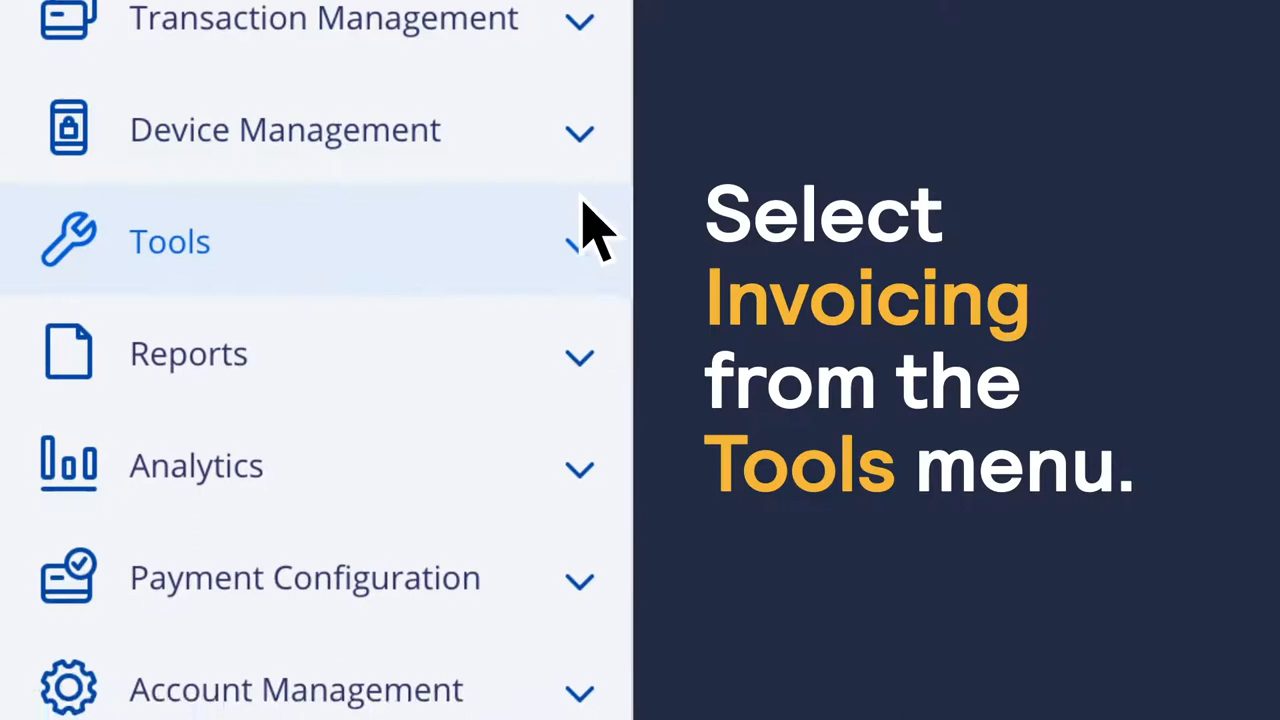 Transaction Management
Device Management
Tools
Reports
Analytics
Payment Configuration
Account Management
Select
Invoicing
from the
Tools menu.